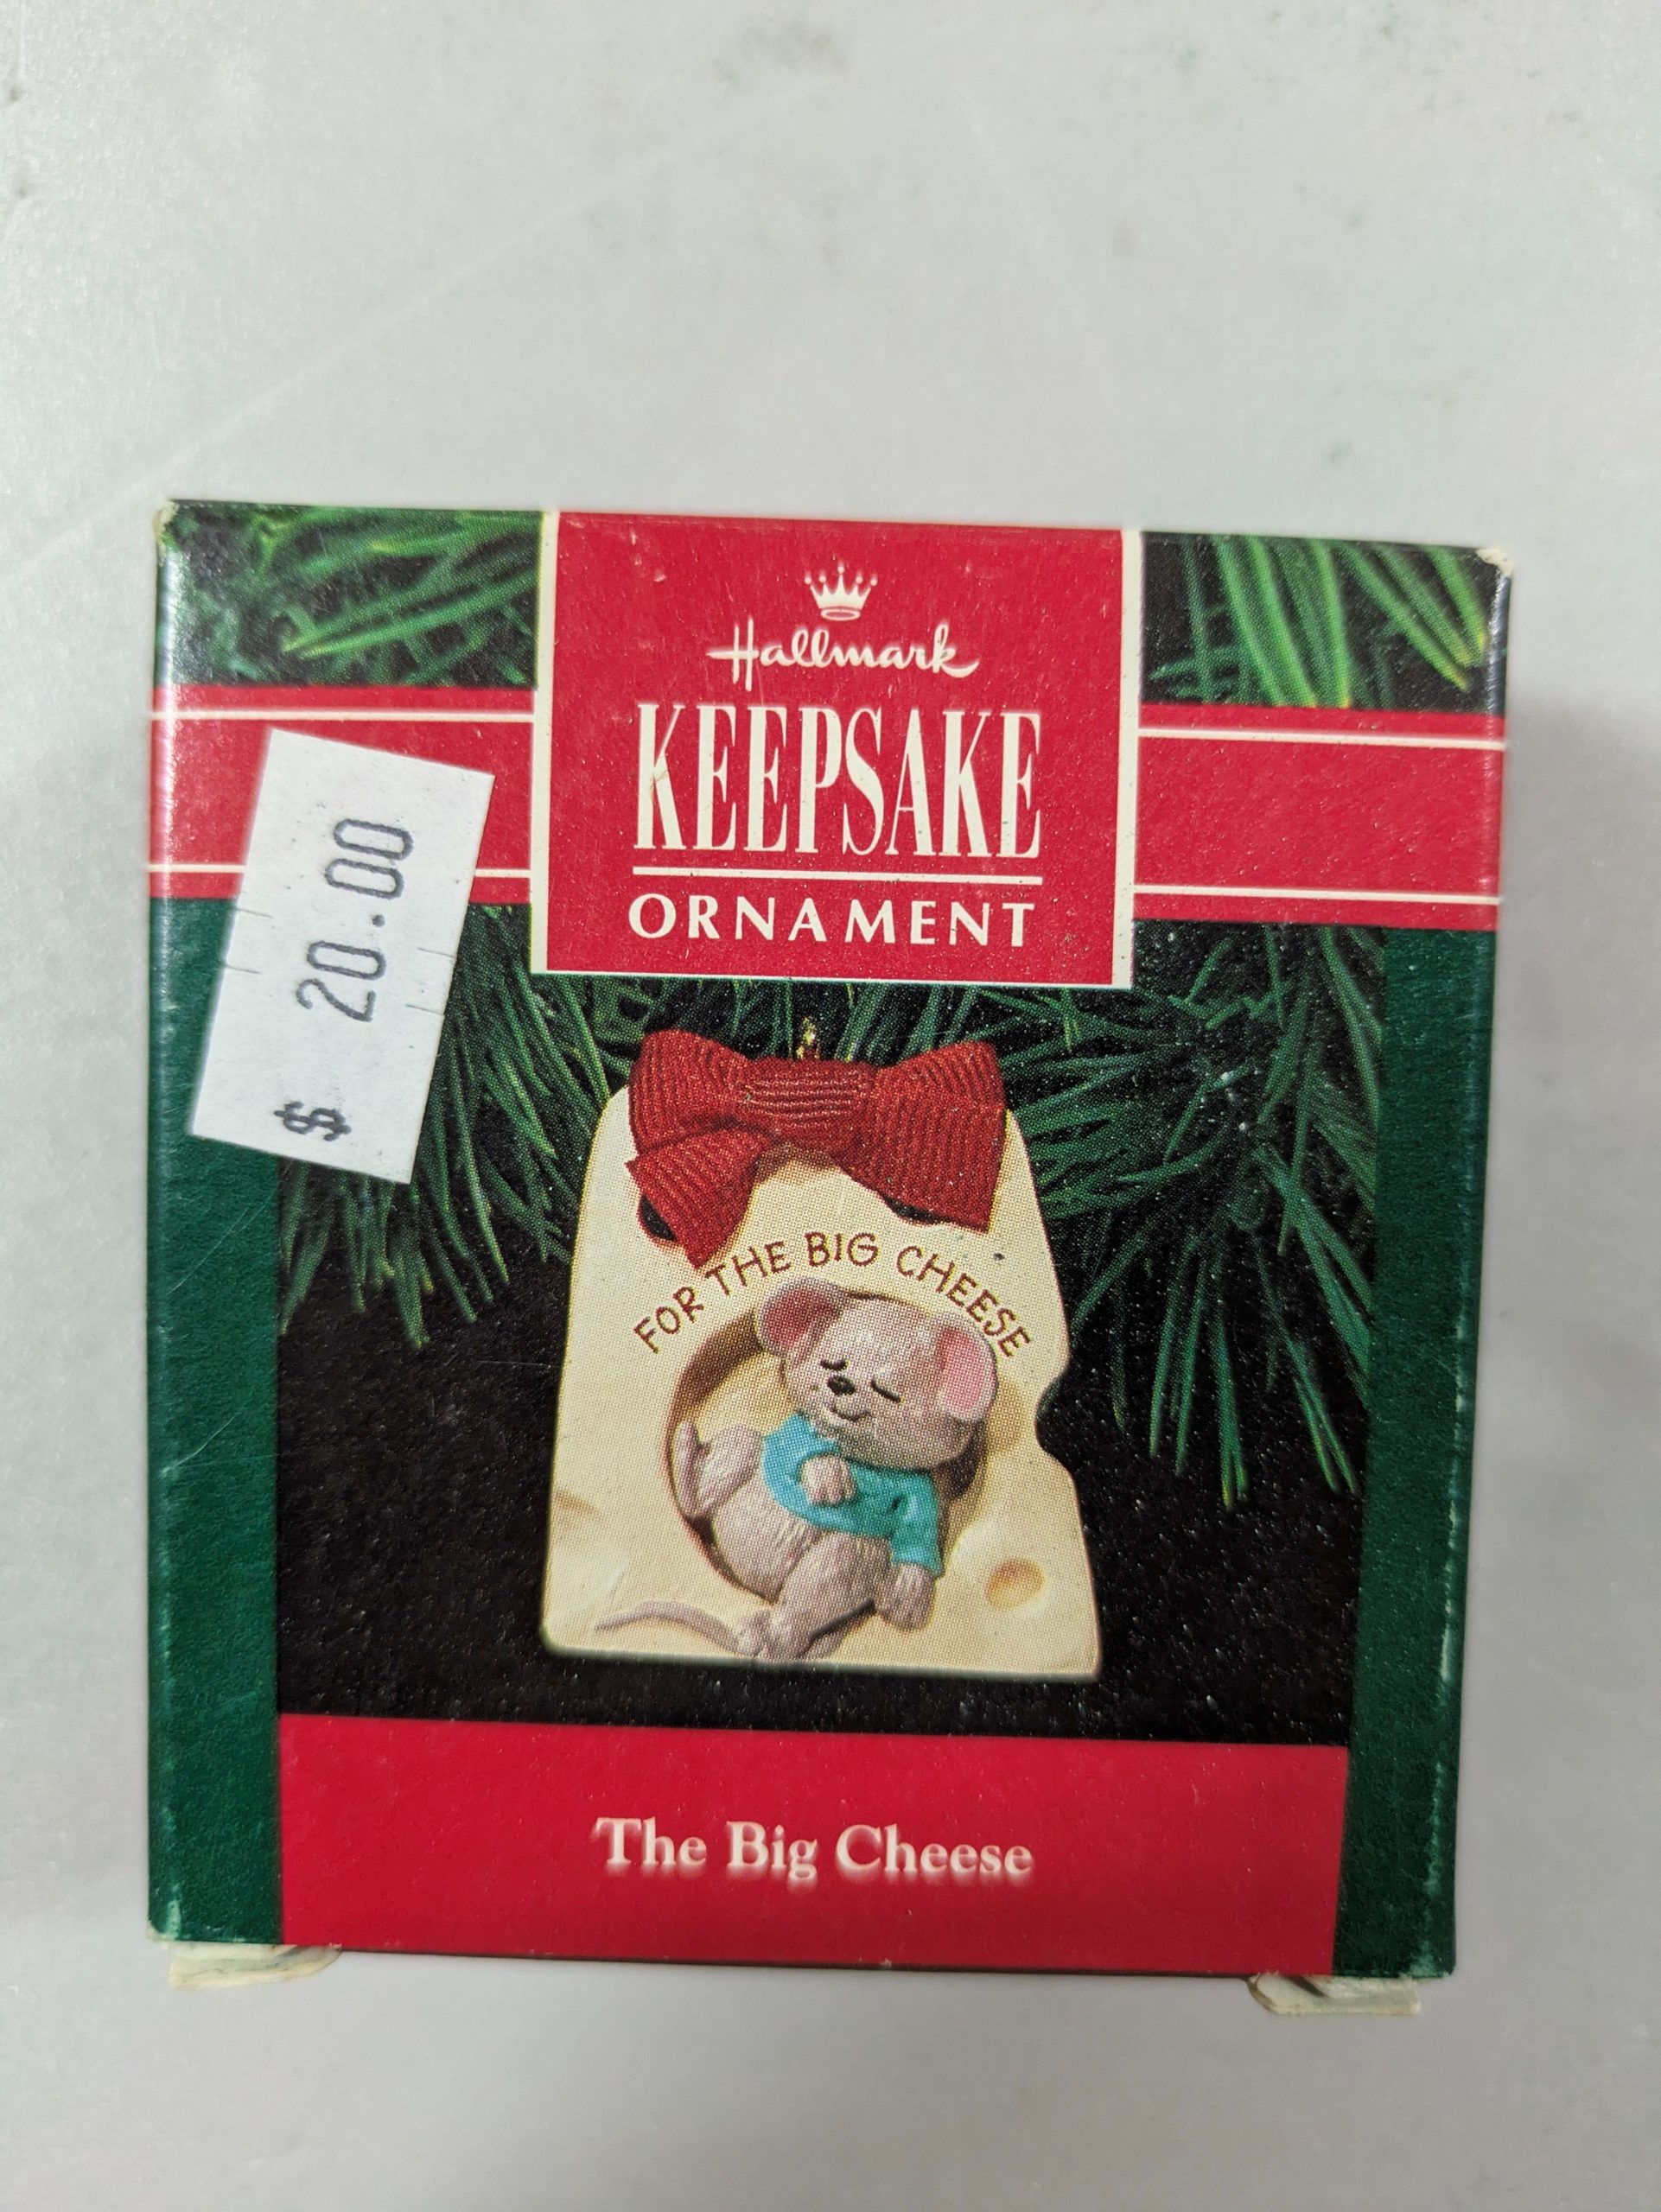 Hallmark
KEEPSAKE
ORNAMENT
$ 20.00
FOR THE BIG CHEESE
The Big Cheese